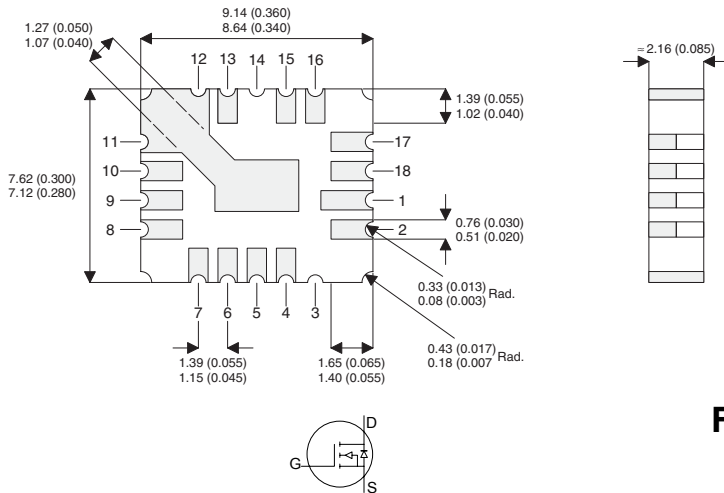 9.14 (0.360)
8.64 (0.340)
1.27 (0.050)
1.07 (0.040)
≈ 2.16 (0.085)
12 13 14 15 16
1.39 (0.055)
1.02 (0.040)
11
17
10
18
7.62 (0.300)
7.12 (0.280)
9
1
8
2
0.76 (0.030)
0.51 (0.020)
0.33 (0.013)
0.08 (0.003)
Rad.
7 6 5 4 3
0.43 (0.017)
0.18 (0.007
Rad.
1.39 (0.055)
1.15 (0.045)
1.65 (0.065)
1.40 (0.055)
F
D
G
S